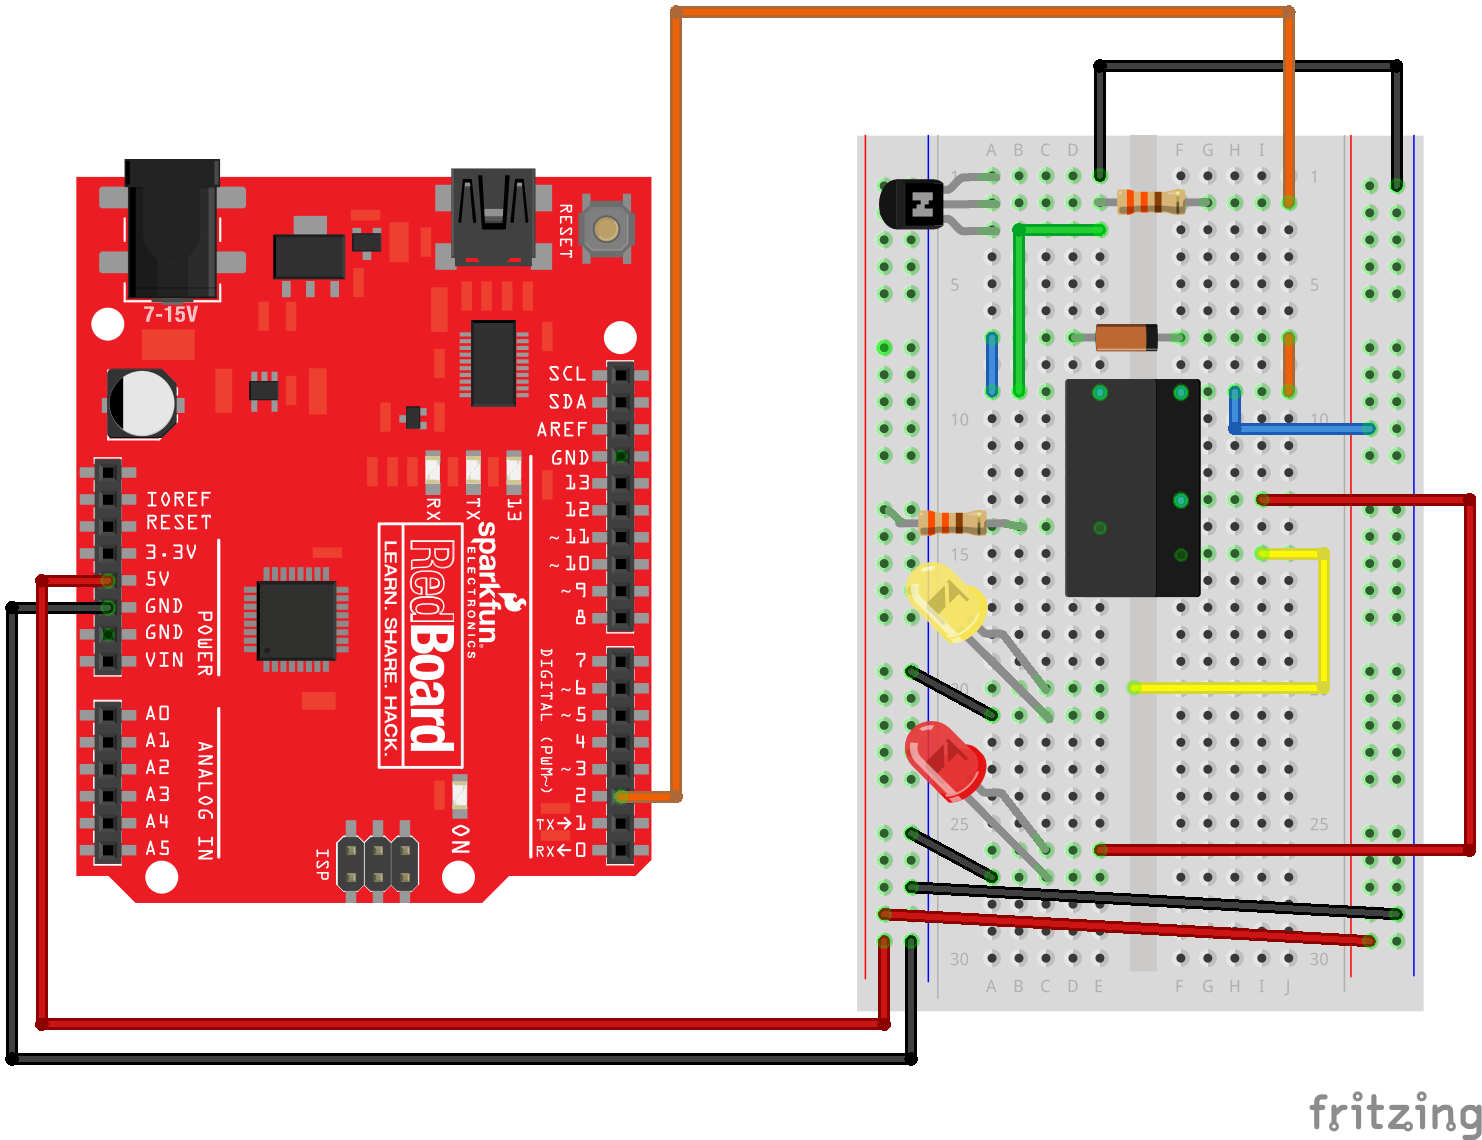 7-15V
RESET
SCL
SDA
AREF
GND
13
12
~11
~10
~9
8
7
~6
~5
4
~3
2
TX→1
RX←0
DIGITAL (PWM~)
IOREF
RESET
3.3V
5V
GND
GND
VIN
POWER
A0
A1
A2
A3
A4
A5
ANALOG IN
RX
TX
13
sparkfun
ELECTRONICS
RedBoard
LEARN. SHARE. HACK.
ON
ISP
A B C D F G H I
1 1
5 5
10 10
15
20
25 25
30 30
A B C D E F G H I J
fritzing